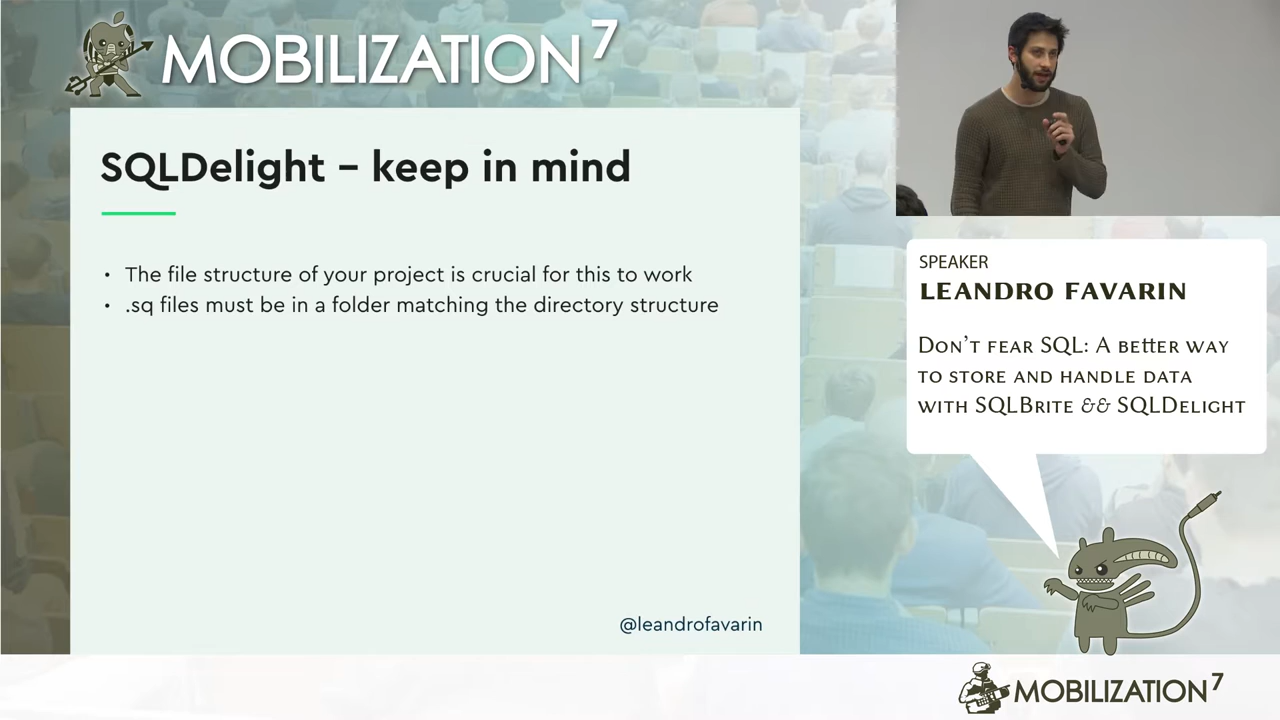 MOBILIZATION 7
SQLDelight – keep in mind
• The file structure of your project is crucial for this to work
• .sq files must be in a folder matching the directory structure
@leandrofavarin
SPEAKER
LEANDRO FAVARIN
DON'T FEAR SQL: A BETTER WAY
TO STORE AND HANDLE DATA
WITH SQLBRITE && SQLDELIGHT
MOBILIZATION 7